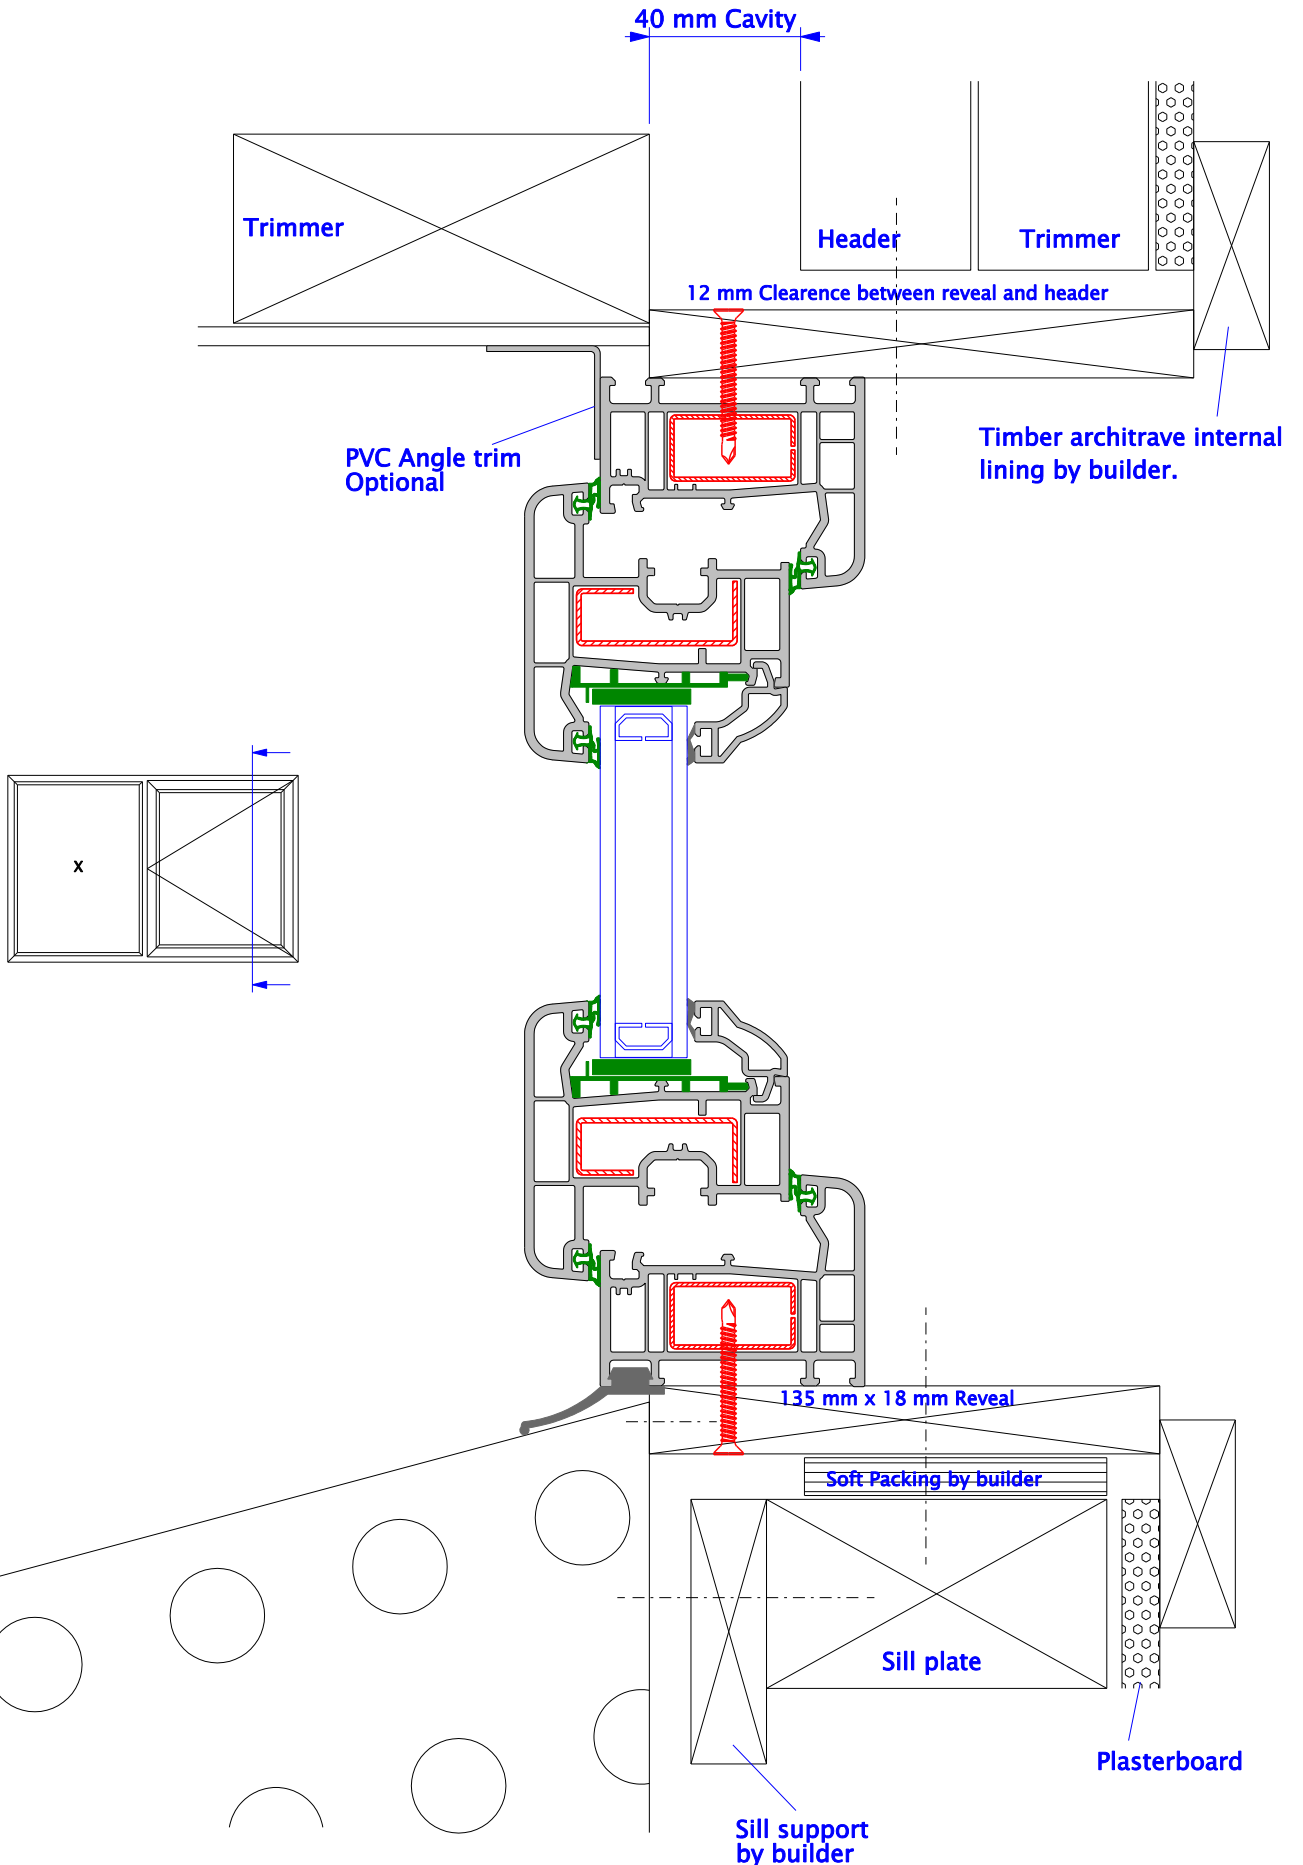 40 mm Cavity
Trimmer
Header
Trimmer
12 mm Clearence between reveal and header
Timber architrave internal
lining by builder.
PVC Angle trim
Optional
x
135 mm x 18 mm Reveal
Soft Packing by builder
Sill plate
Plasterboard
Sill support
by builder